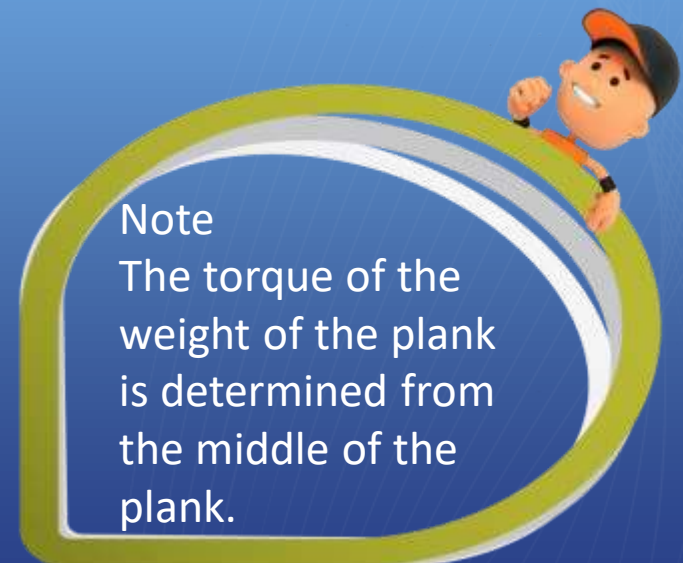 Note
The torque of the
weight of the plank
is determined from
the middle of the
plank.